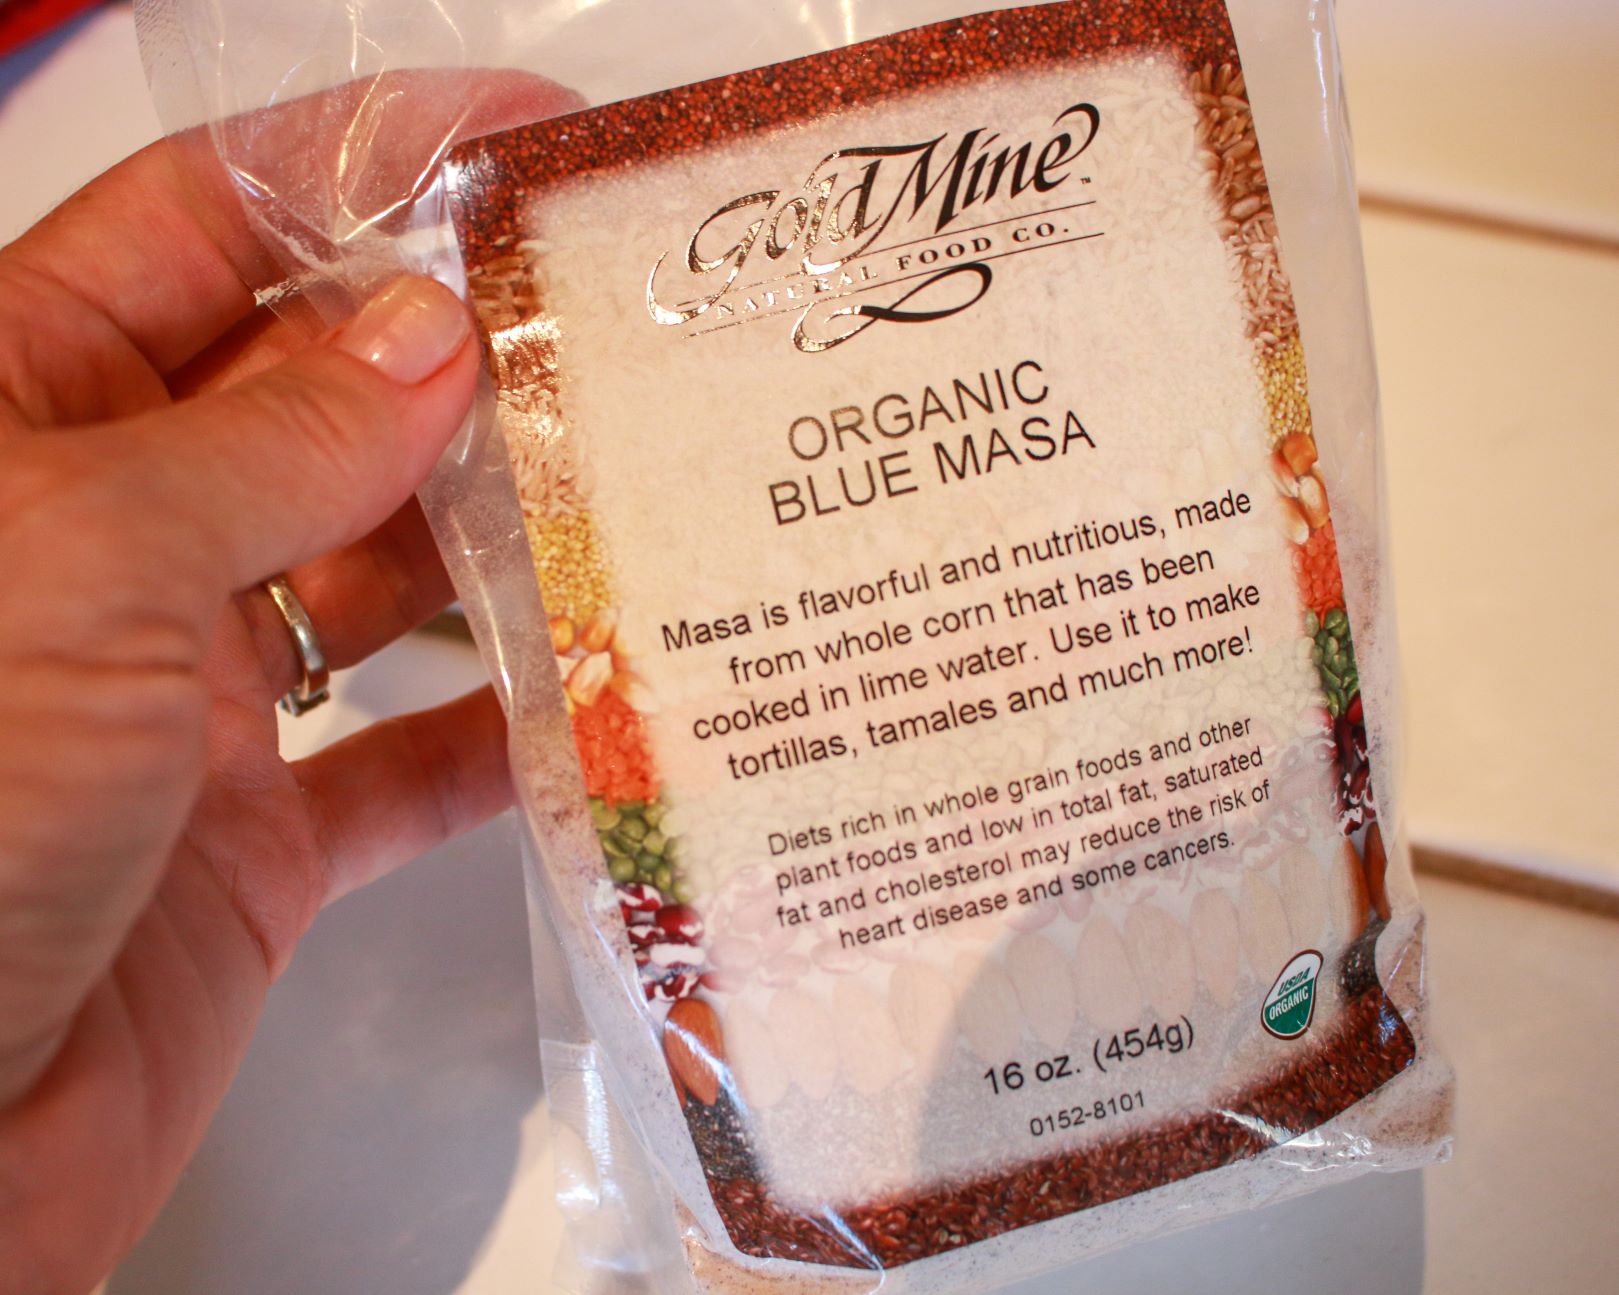 Gold Mine™
NATURAL FOOD CO.
ORGANIC
BLUE MASA
Masa is flavorful and nutritious, made
from whole corn that has been
cooked in lime water. Use it to make
tortillas, tamales and much more!
Diets rich in whole grain foods and other
plant foods and low in total fat, saturated
fat and cholesterol may reduce the risk of
heart disease and some cancers.
USDA
ORGANIC
16 oz. (454g)
0152-8101